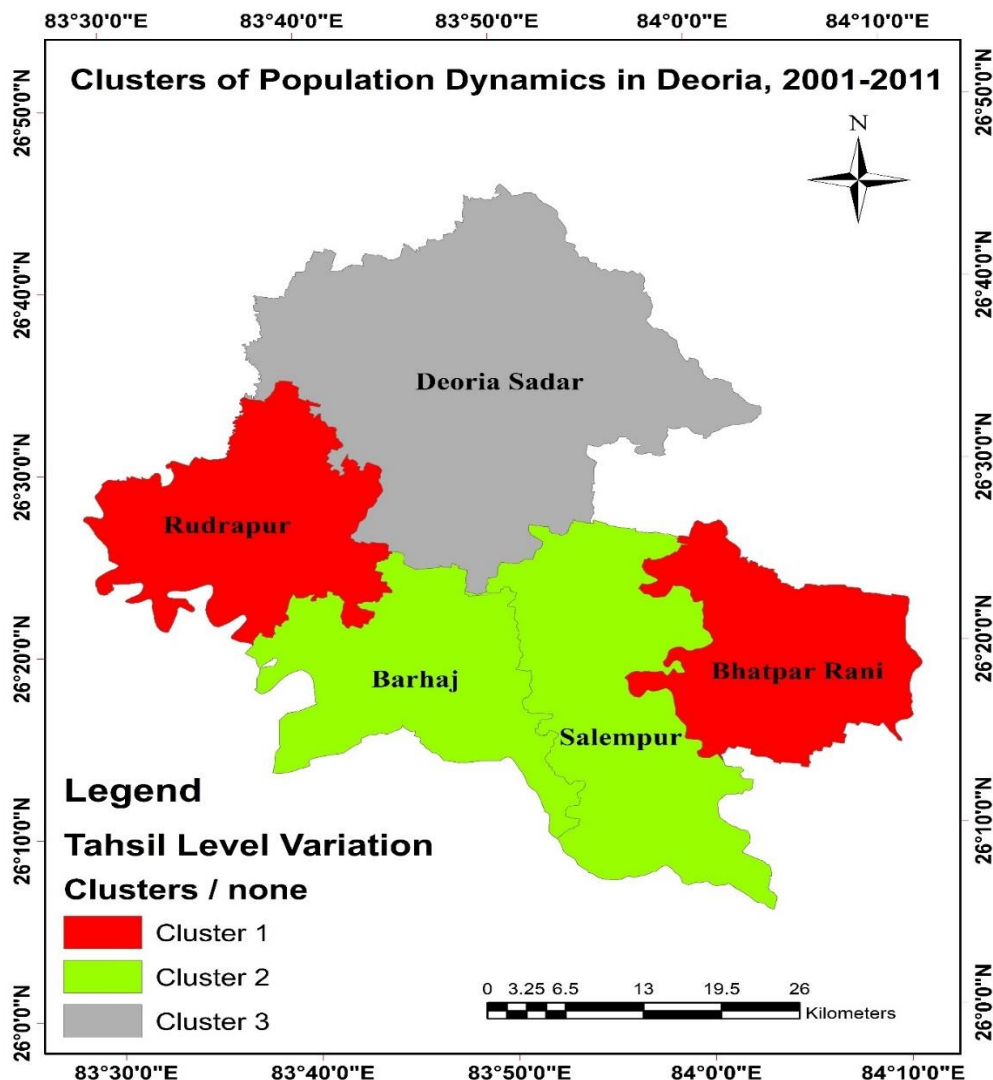 83°30'0"E 83°40'0"E 83°50'0"E 84°0'0"E 84°10'0"E
Clusters of Population Dynamics in Deoria, 2001-2011
N
26°50'0"N 26°50'0"N
26°40'0"N 26°40'0"N
Deoria Sadar
26°30'0"N 26°30'0"N
Rudrapur
26°20'0"N 26°20'0"N
Bhatpar Rani
Barhaj
Salempur
Legend
26°10'0"N 26°10'0"N
Tahsil Level Variation
Clusters / none
Cluster 1
Cluster 2
Cluster 3
0 3.25 6.5 13 19.5 26
Kilometers
26°0'0"N 26°0'0"N
83°30'0"E 83°40'0"E 83°50'0"E 84°0'0"E 84°10'0"E